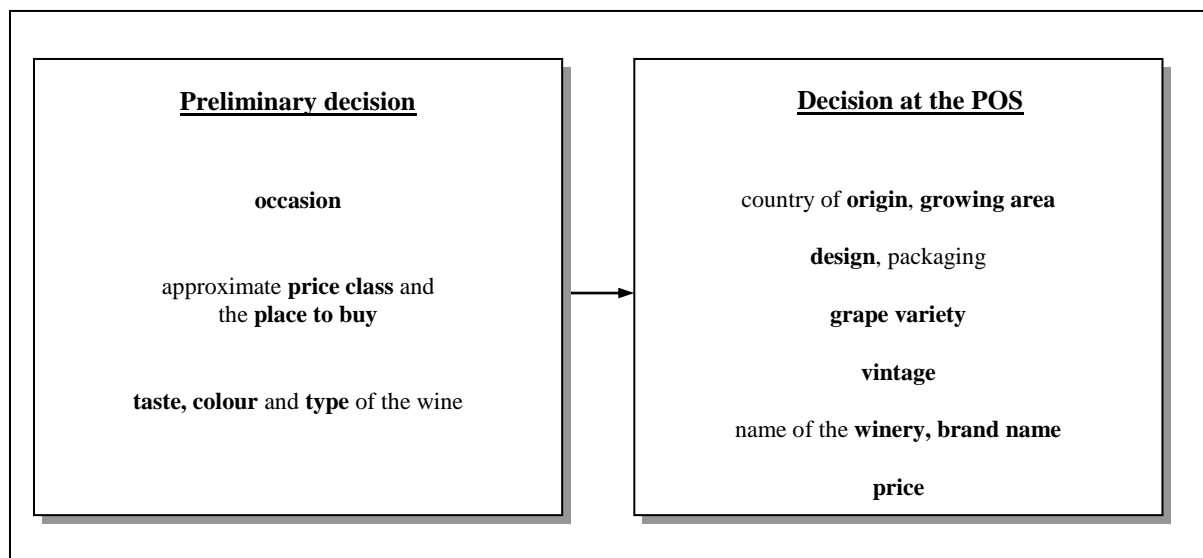 Preliminary decision
occasion
approximate price class and
the place to buy
taste, colour and type of the wine
Decision at the POS
country of origin, growing area
design, packaging
grape variety
vintage
name of the winery, brand name
price